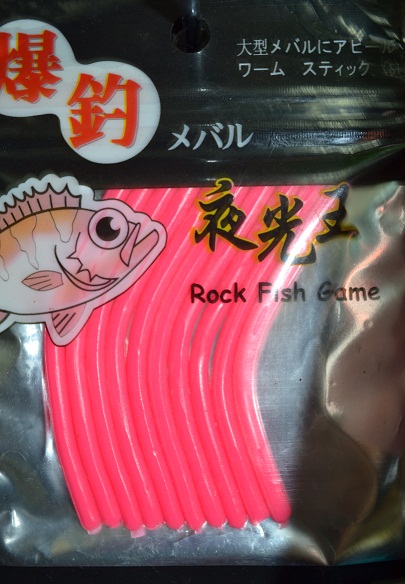 大型メバルにアピール
ワーム スティック
爆釣
メバル
夜光王
Rock Fish Game